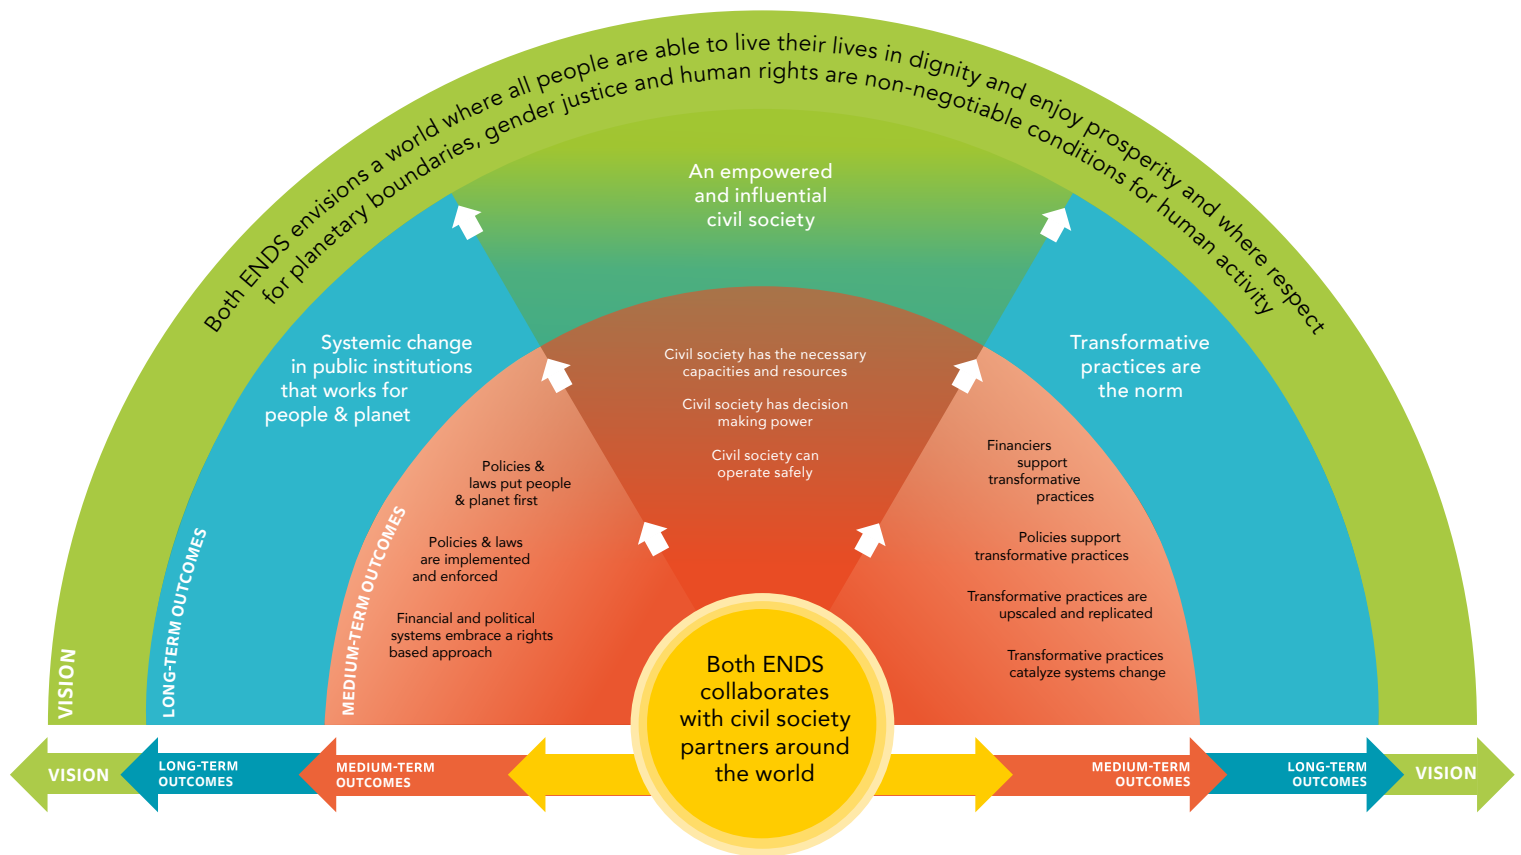 Both ENDS envisions a world where all people are able to live their lives in dignity and enjoy prosperity and where respect
for planetary boundaries, gender justice and human rights are non-negotiable conditions for human activity
An empowered
and influential
civil society
Systemic change
in public institutions
that works for
people & planet
Transformative
practices are
the norm
Civil society has the necessary
capacities and resources
Civil society has decision
making power
Civil society can
operate safely
Policies &
laws put people
& planet first
Policies & laws
are implemented
and enforced
Financial and political
systems embrace a rights
based approach
Financiers
support
transformative
practices
Policies support
transformative practices
Transformative practices are
upscaled and replicated
Transformative practices
catalyze systems change
VISION
LONG-TERM OUTCOMES
MEDIUM-TERM OUTCOMES
Both ENDS
collaborates
with civil society
partners around
the world
VISION
LONG-TERM
OUTCOMES
MEDIUM-TERM
OUTCOMES
MEDIUM-TERM
OUTCOMES
LONG-TERM
OUTCOMES
VISION